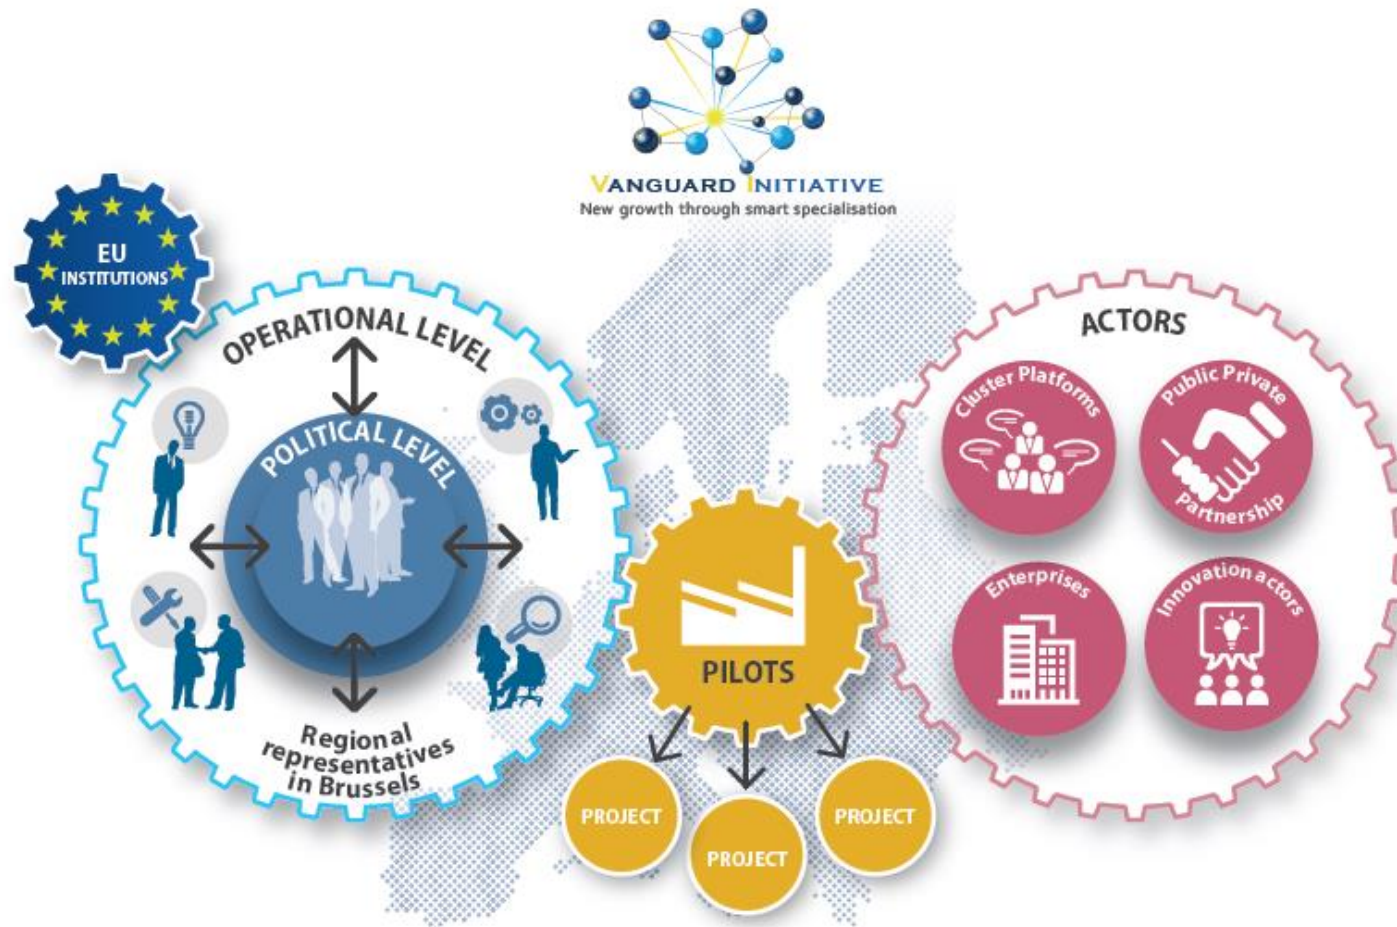 VANGUARD INITIATIVE
New growth through smart specialisation
EU
INSTITUTIONS
OPERATIONAL LEVEL
POLITICAL LEVEL
Regional
representatives
in Brussels
PILOTS
PROJECT
PROJECT
PROJECT
ACTORS
Cluster Platforms
Public Private
Partnership
Enterprises
Innovation actors